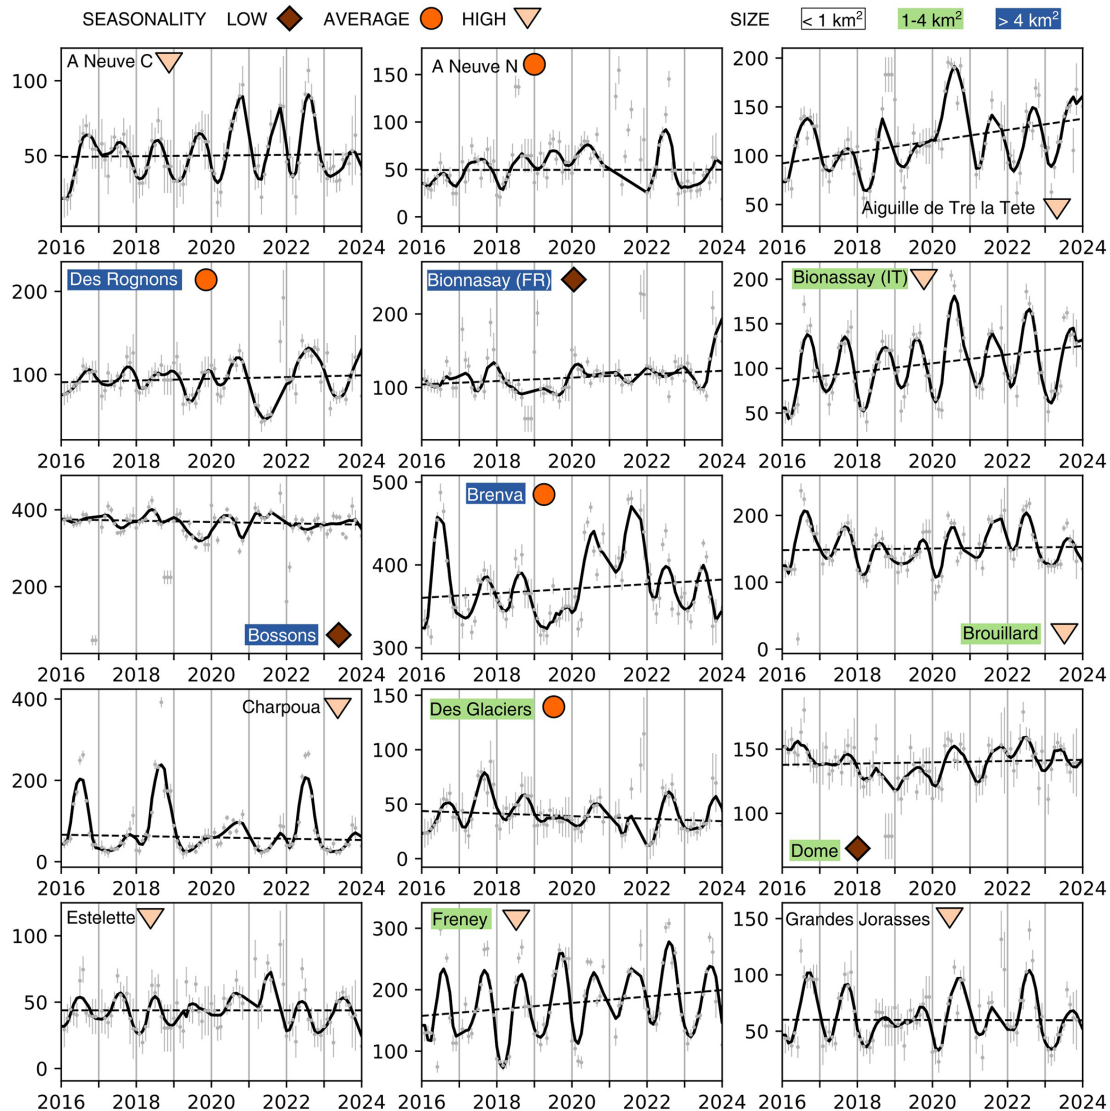 SEASONALITY LOW AVERAGE HIGH SIZE < 1 km² 1-4 km² > 4 km²
A Neuve C
100
50
2016 2018 2020 2022 2024
A Neuve N
150
100
50
0
2016 2018 2020 2022 2024
200
150
100
50
Aiguille de Tre la Tete
2016 2018 2020 2022 2024
Des Rognons
200
100
2016 2018 2020 2022 2024
Bionnasay (FR)
200
100
2016 2018 2020 2022 2024
Bionassay (IT)
200
150
100
50
2016 2018 2020 2022 2024
400
200
Bossons
2016 2018 2020 2022 2024
500
Brenva
400
300
2016 2018 2020 2022 2024
200
100
Brouillard
0
2016 2018 2020 2022 2024
400
Charpoua
200
0
2016 2018 2020 2022 2024
150
Des Glaciers
100
50
0
2016 2018 2020 2022 2024
150
100
Dome
2016 2018 2020 2022 2024
Estelette
100
50
0
2016 2018 2020 2022 2024
Freney
300
200
100
2016 2018 2020 2022 2024
Grandes Jorasses
150
100
50
2016 2018 2020 2022 2024